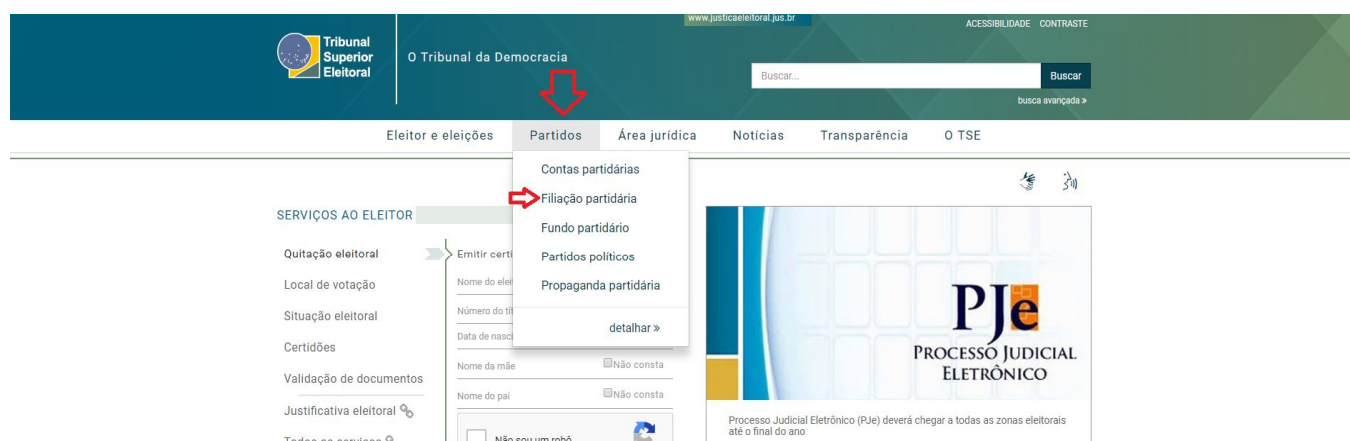 www.justicaeleitoral.jus.br
ACESSIBILIDADE CONTRASTE
Tribunal
Superior
Eleitoral
O Tribunal da Democracia
Buscar...
Buscar
busca avançada »
Eleitor e eleições Partidos Área jurídica Notícias Transparência O TSE
Contas partidárias
Filiação partidária
Fundo partidário
Partidos políticos
Propaganda partidária
detalhar »
SERVIÇOS AO ELEITOR
Quitação eleitoral
Local de votação
Situação eleitoral
Certidões
Validação de documentos
Justificativa eleitoral
Todos os serviços
Emitir certi
Nome do elei
Número do tít
Data de nasci
Nome da mãe Não consta
Nome do pai Não consta
Não sou um robô
PJe
PROCESSO JUDICIAL
ELETRÔNICO
Processo Judicial Eletrônico (PJe) deverá chegar a todas as zonas eleitorais
até o final do ano